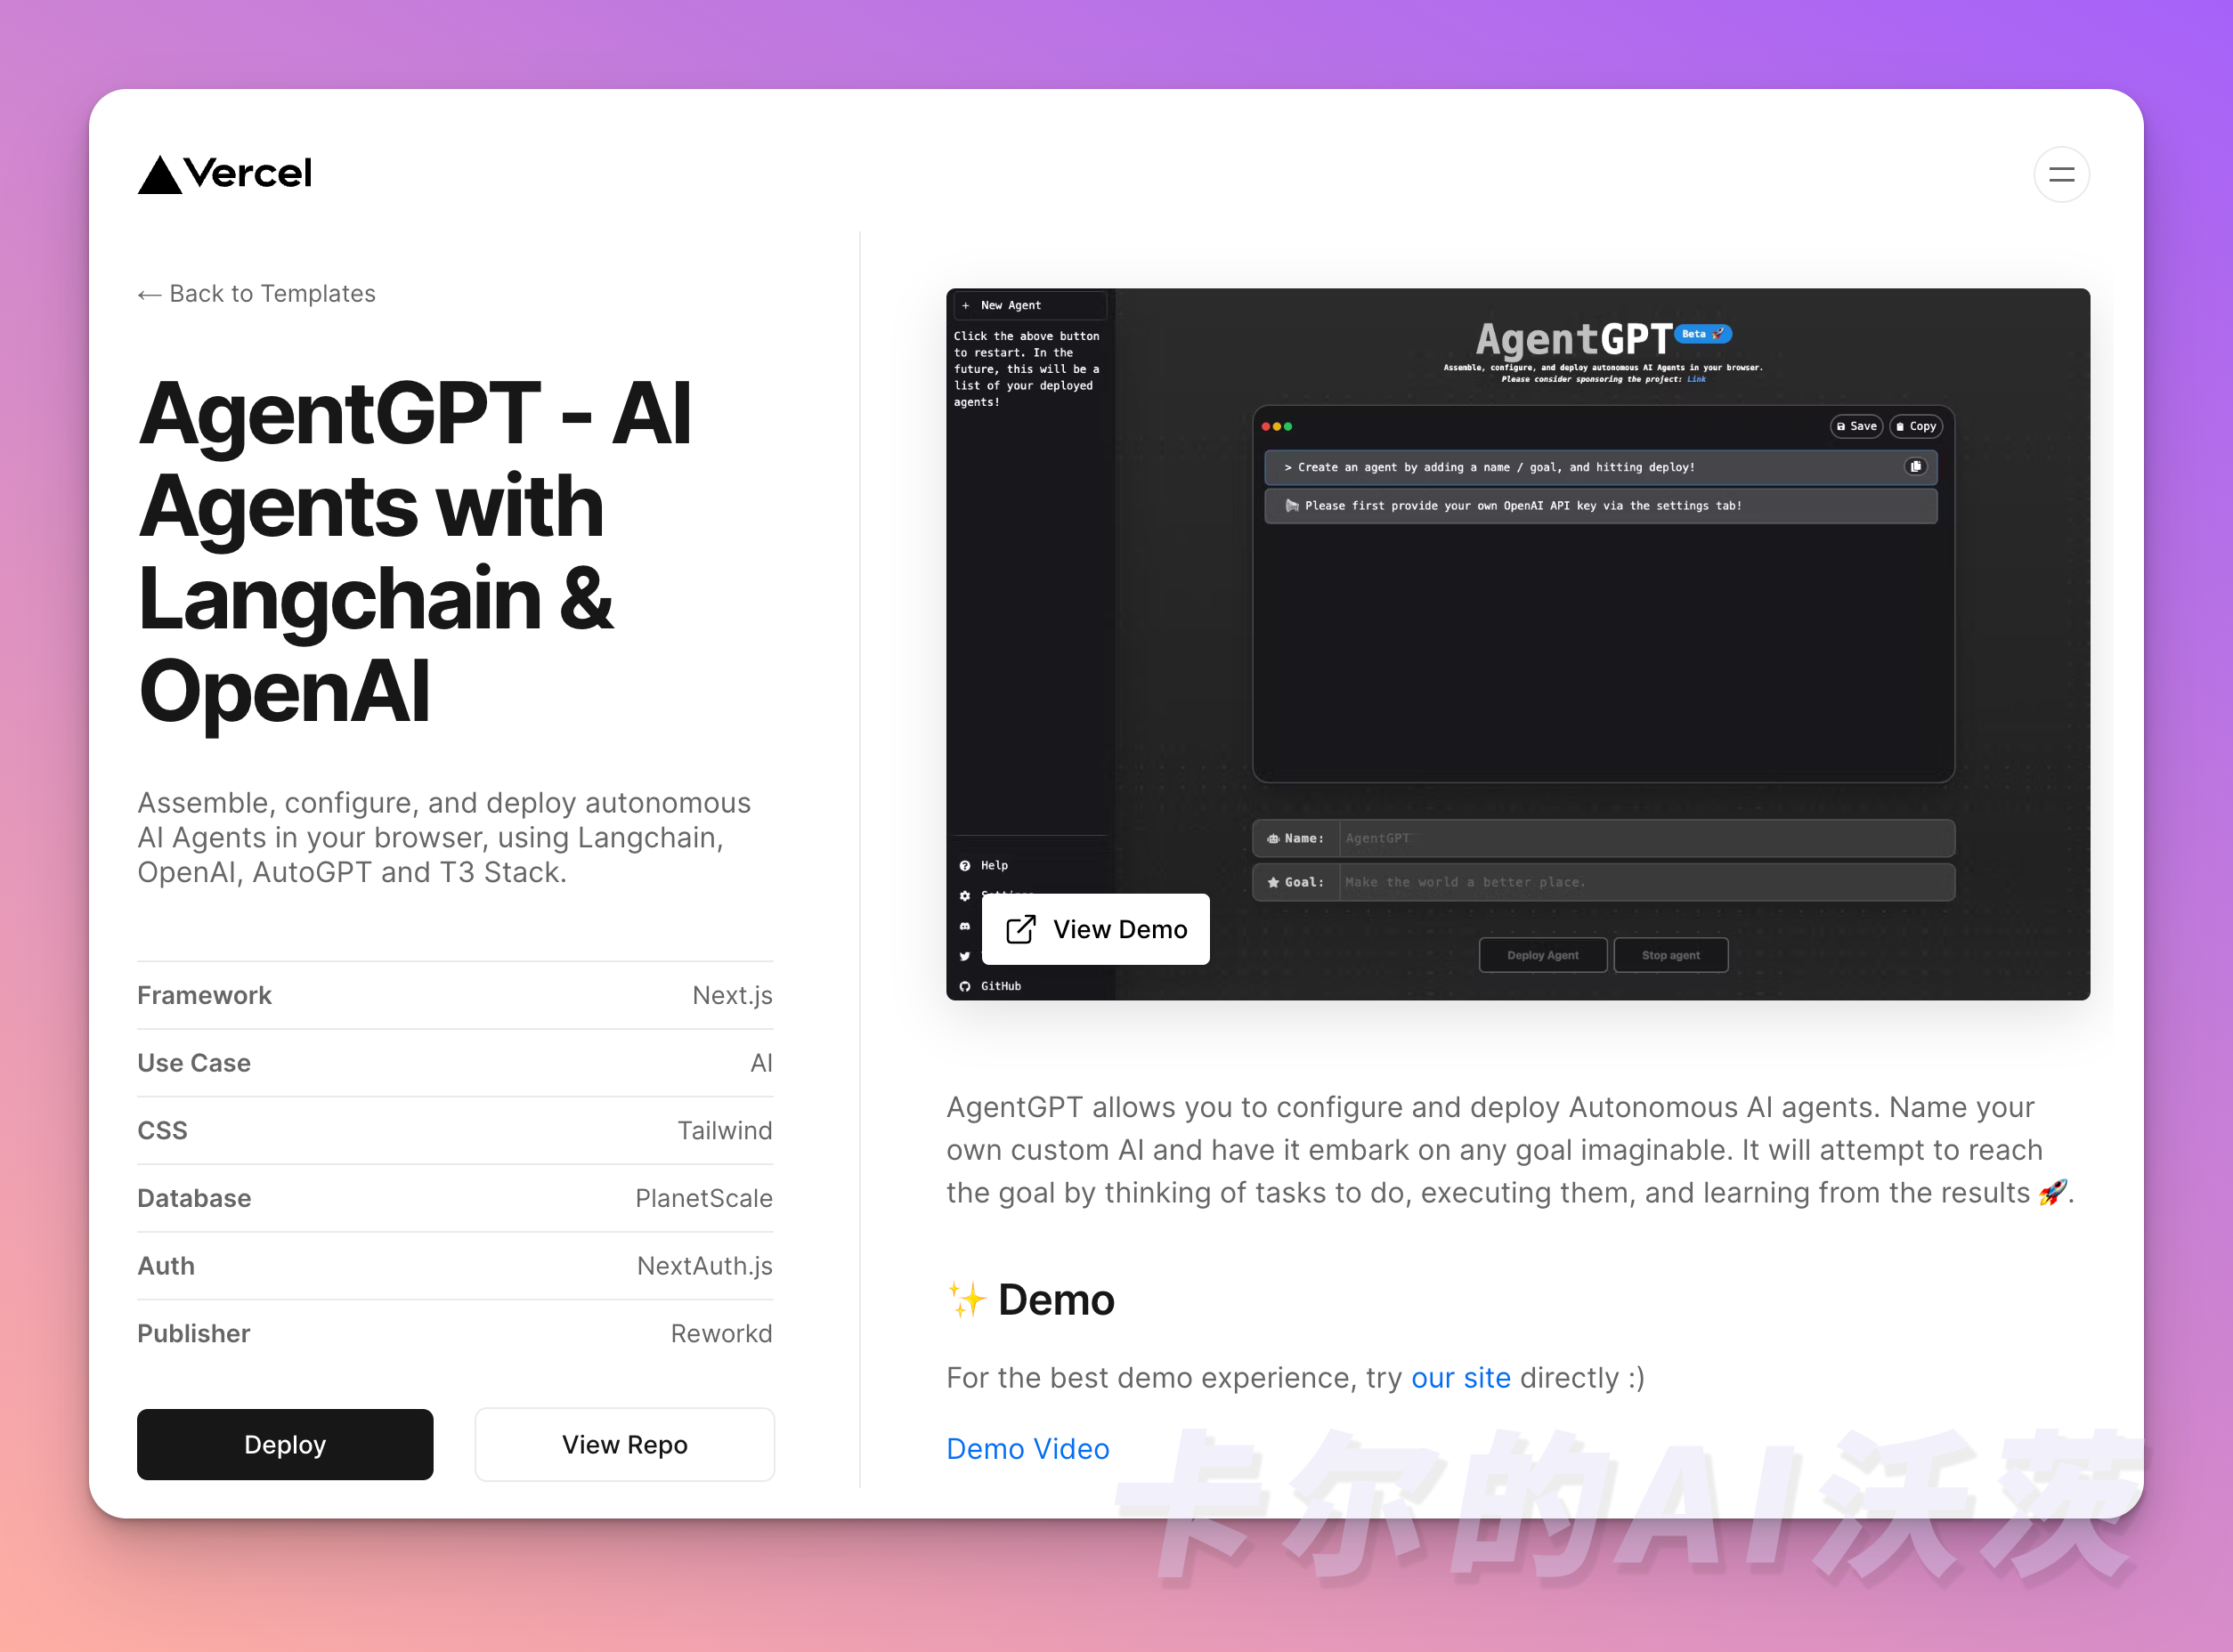 Vercel
← Back to Templates
AgentGPT - AI
Agents with
Langchain &
OpenAI
Assemble, configure, and deploy autonomous
AI Agents in your browser, using Langchain,
OpenAI, AutoGPT and T3 Stack.
Framework Next.js
Use Case AI
CSS Tailwind
Database PlanetScale
Auth NextAuth.js
Publisher Reworkd
Deploy View Repo
+ New Agent
Click the above button
to restart. In the
future, this will be a
list of your deployed
agents!
Help
View Demo
GitHub
AgentGPT Beta 🚀
Assemble, configure, and deploy autonomous AI Agents in your browser.
Please consider sponsoring the project: Link
Save Copy
> Create an agent by adding a name / goal, and hitting deploy!
Please first provide your own OpenAI API key via the settings tab!
Name: AgentGPT
Goal: Make the world a better place.
Deploy Agent Stop agent
AgentGPT allows you to configure and deploy Autonomous AI agents. Name your
own custom AI and have it embark on any goal imaginable. It will attempt to reach
the goal by thinking of tasks to do, executing them, and learning from the results 🚀.
✨ Demo
For the best demo experience, try our site directly :)
Demo Video
卡尔的AI沃茨